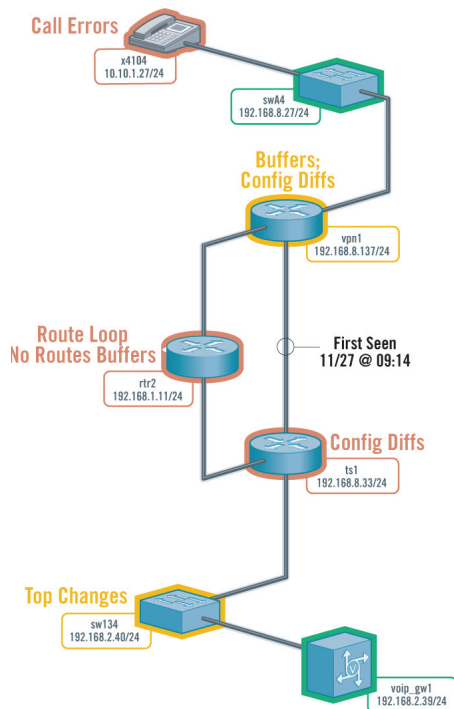 Call Errors
x4104
10.10.1.27/24
swA4
192.168.8.27/24
Buffers;
Config Diffs
vpn1
192.168.8.137/24
Route Loop
No Routes Buffers
rtr2
192.168.1.11/24
First Seen
11/27 @ 09:14
Config Diffs
ts1
192.168.8.33/24
Top Changes
sw134
192.168.2.40/24
V
voip_gw1
192.168.2.39/24